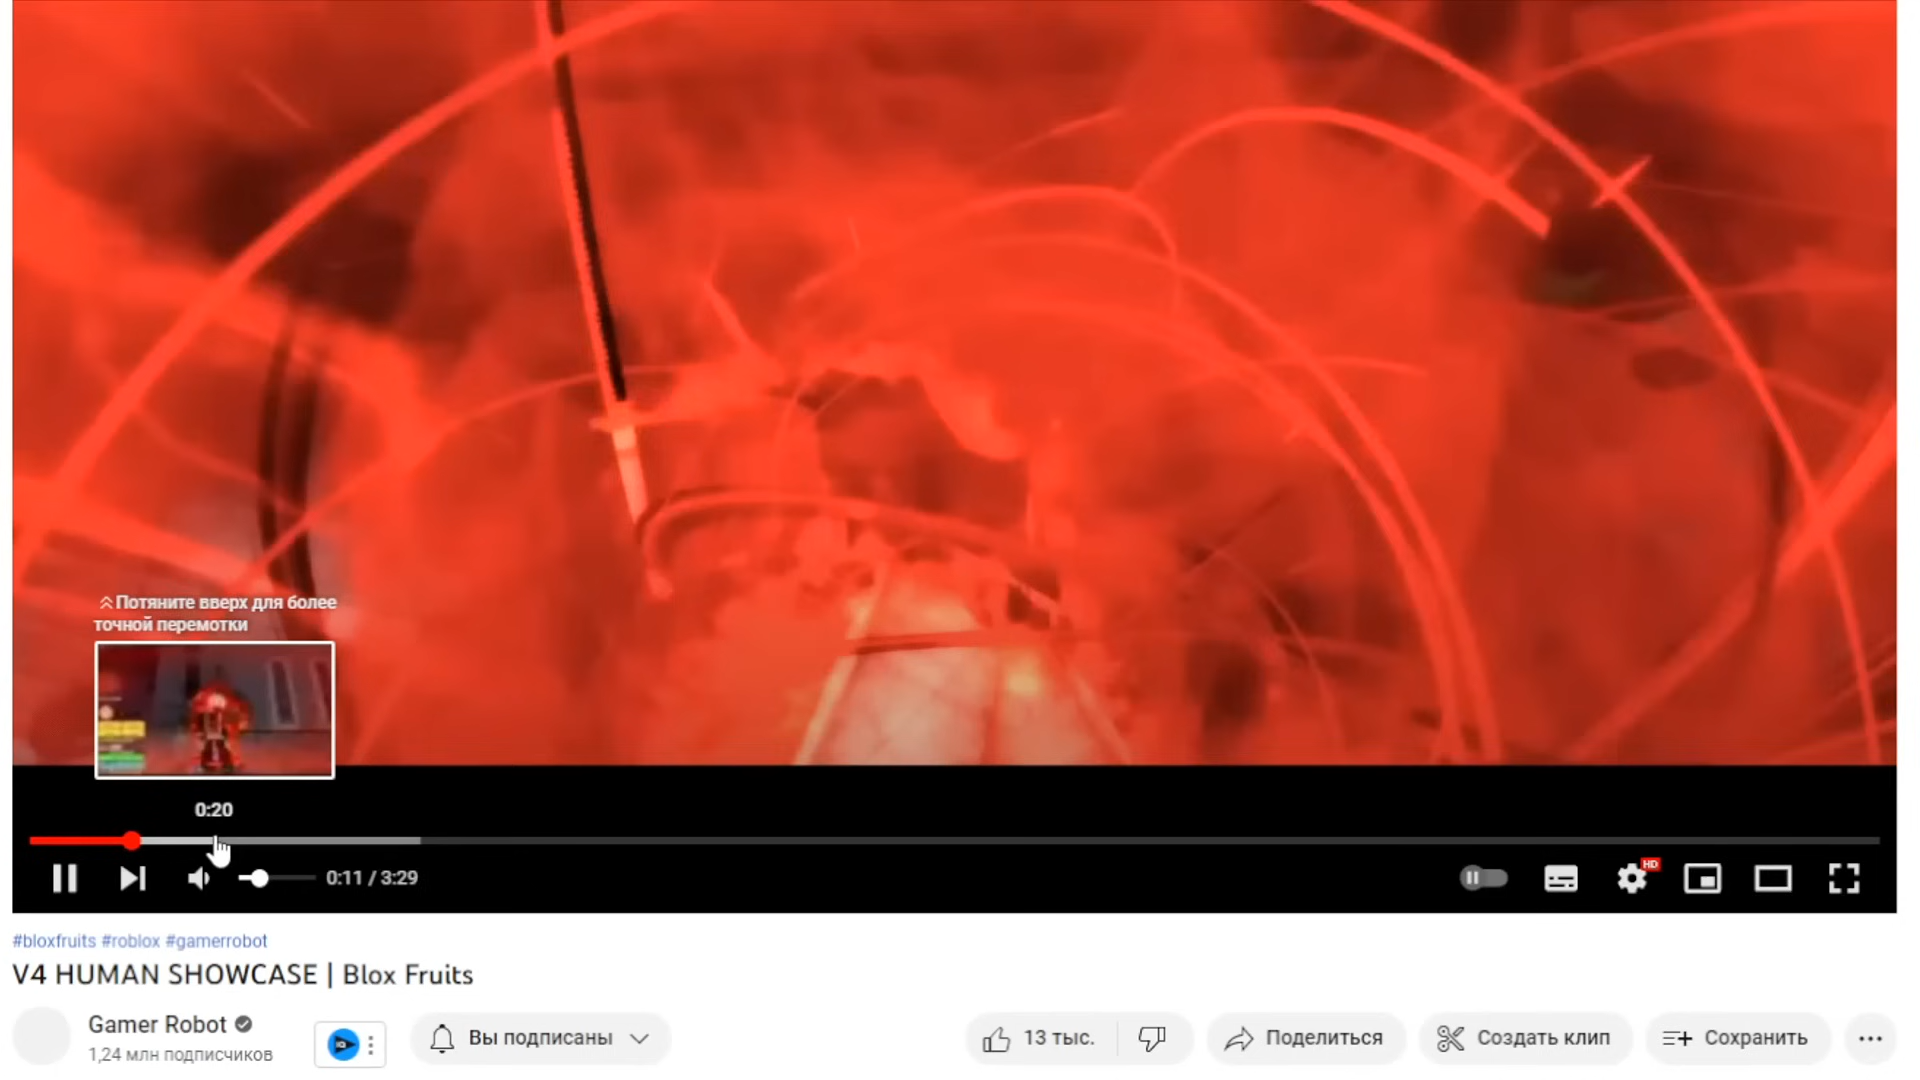 Потяните вверх для более
точной перемотки
0:20
0:11 / 3:29
HD
#bloxfruits #roblox #gamerrobot
V4 HUMAN SHOWCASE | Blox Fruits
Gamer Robot
1,24 млн подписчиков
Вы подписаны
13 тыс.
Поделиться
Создать клип
Сохранить